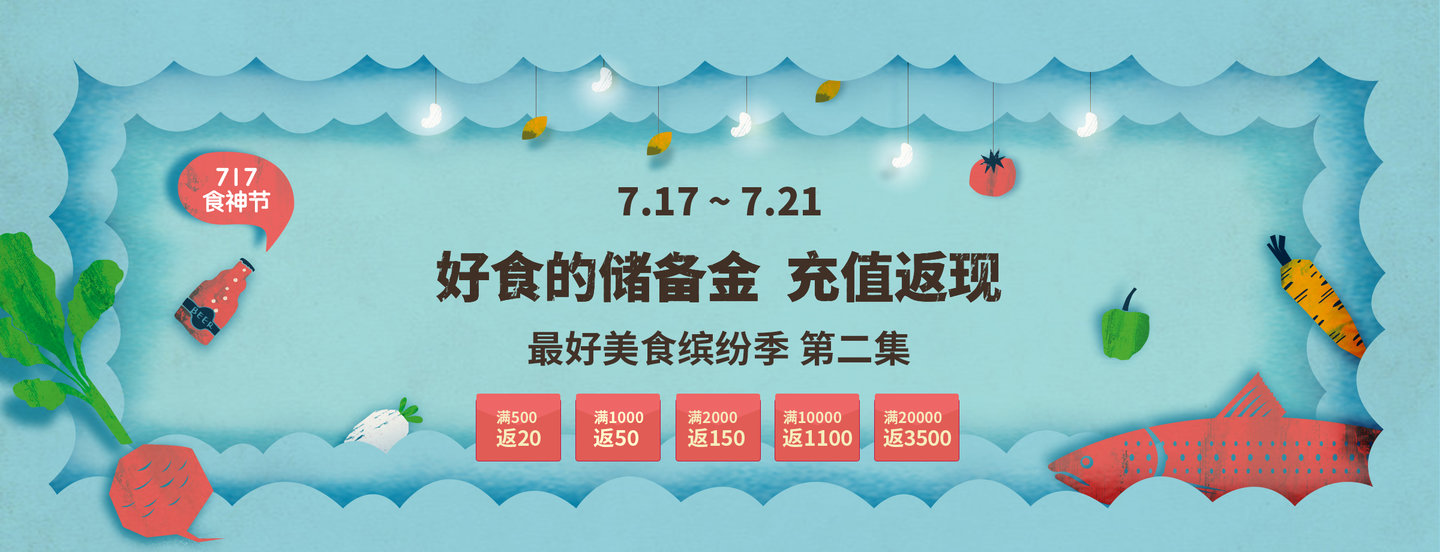 717
食神节
BEER
7.17 ~ 7.21
好食的储备金 充值返现
最好美食缤纷季 第二集
满500
返20
满1000
返50
满2000
返150
满10000
返1100
满20000
返3500